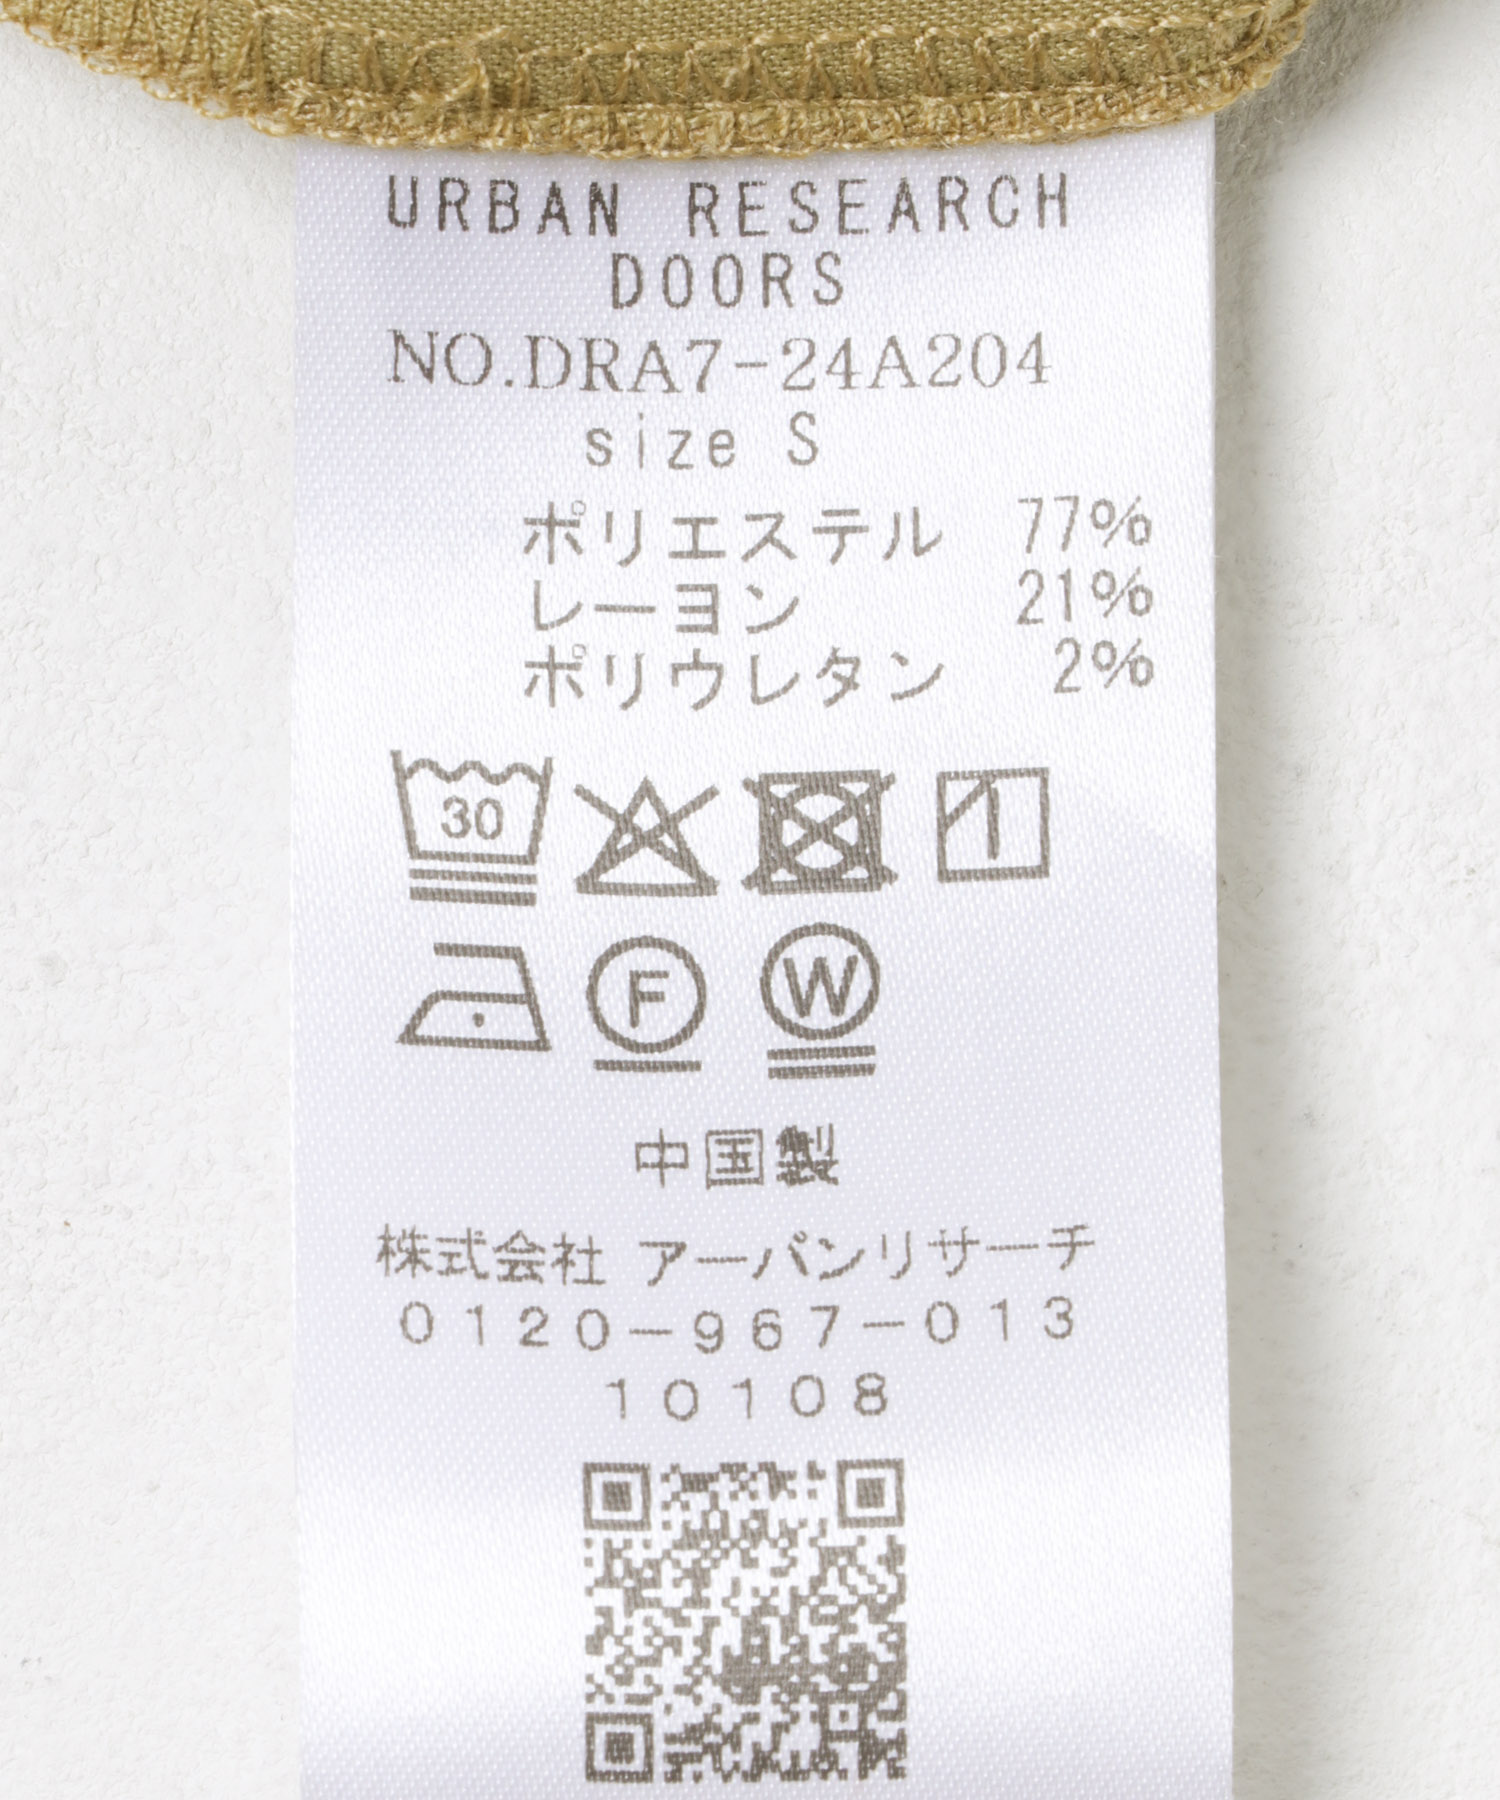 URBAN RESEARCH
DOORS
NO.DRA7-24A204
size S
ポリエステル 77%
レーヨン 21%
ポリウレタン 2%
30
F W
中国製
株式会社 アーバンリサーチ
0120-967-013
10108